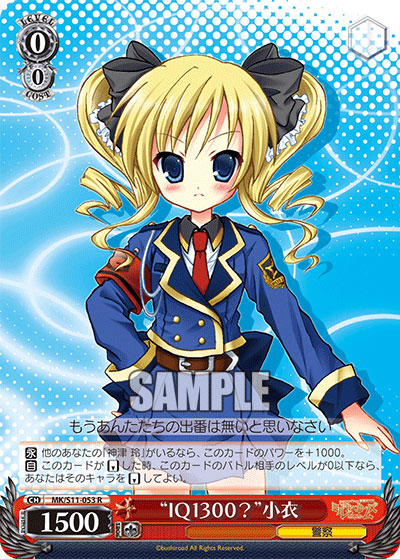 LEVEL
0
0
COST
SAMPLE
もうあんたたちの出番は無いと思いなさい
永 他のあなたの「神津 玲」がいるなら、このカードのパワーを+1000。
自 このカードが した時、このカードのバトル相手のレベルが0以下なら、
あなたはそのキャラを してよい。
CH MK/S11-053 R
©bushiroad All Rights Reserved.
1500
“IQ1300?”小衣
警察